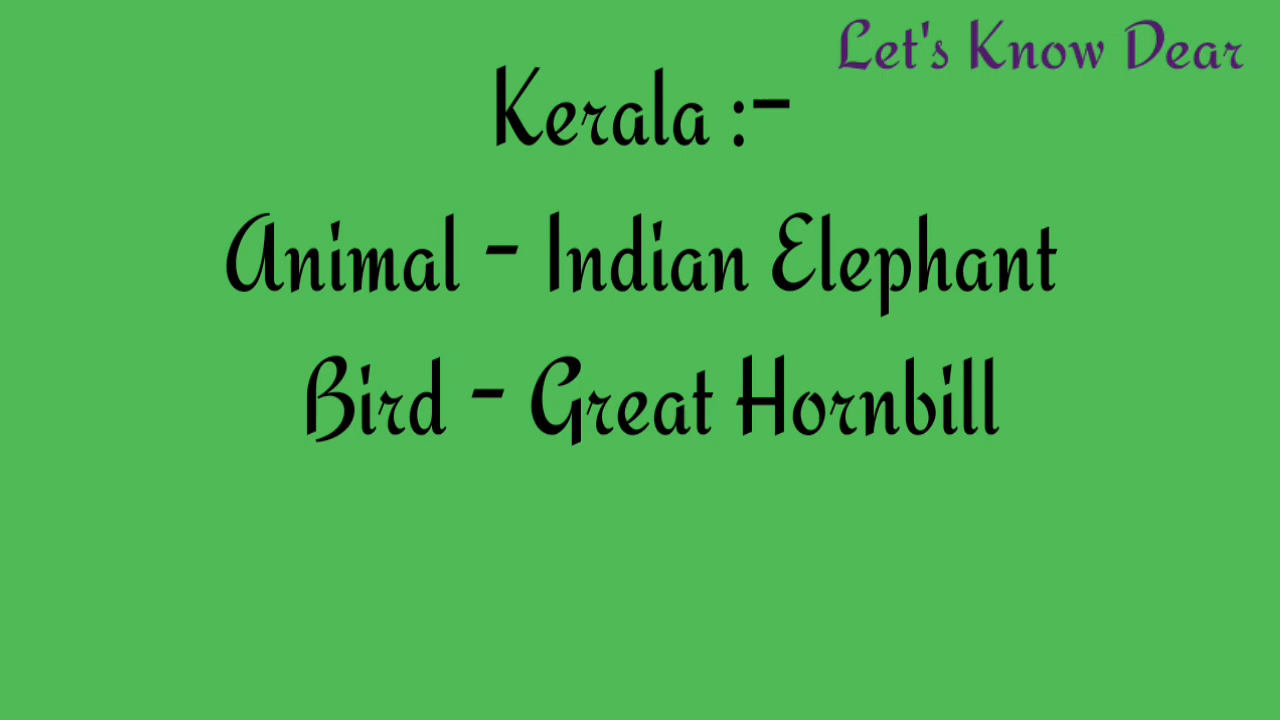 Let's Know Dear
Kerala :-
Animal - Indian Elephant
Bird - Great Hornbill